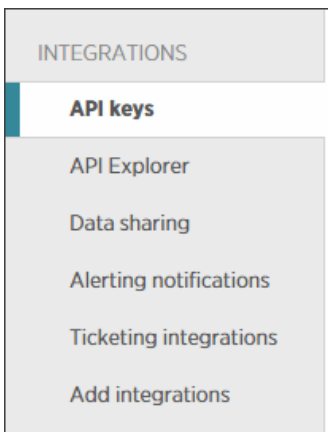 INTEGRATIONS
API keys
API Explorer
Data sharing
Alerting notifications
Ticketing integrations
Add integrations